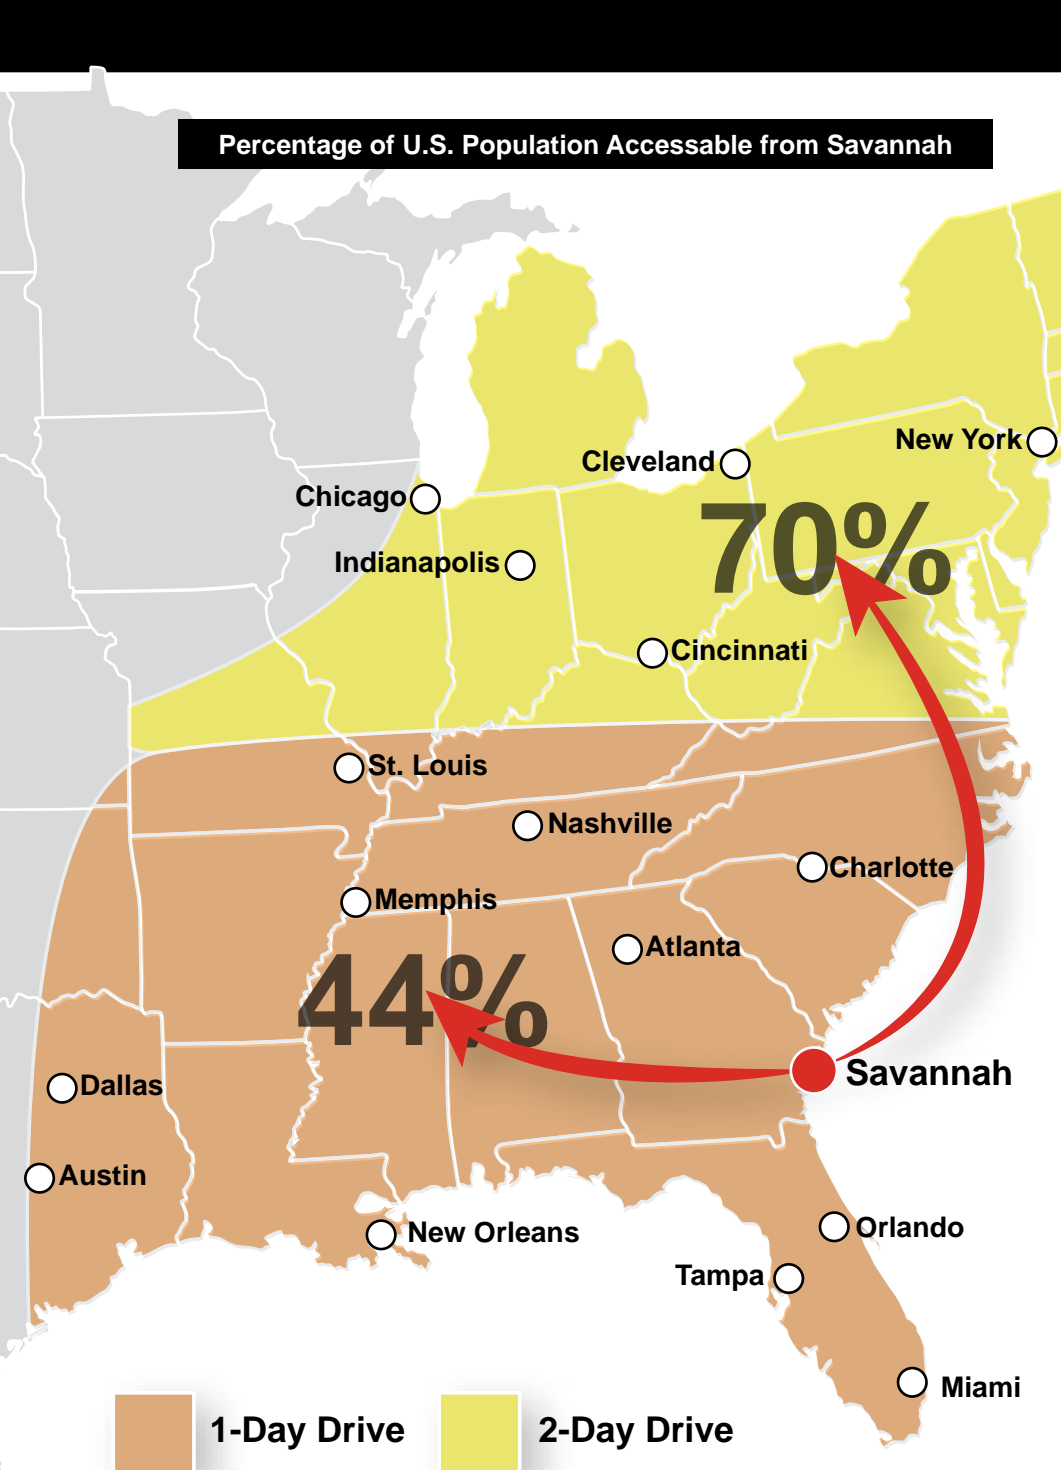 Percentage of U.S. Population Accessable from Savannah
New York
Cleveland
Chicago
70%
Indianapolis
Cincinnati
St. Louis
Nashville
Charlotte
Memphis
Atlanta
44%
Savannah
Dallas
Austin
New Orleans
Orlando
Tampa
Miami
1-Day Drive
2-Day Drive